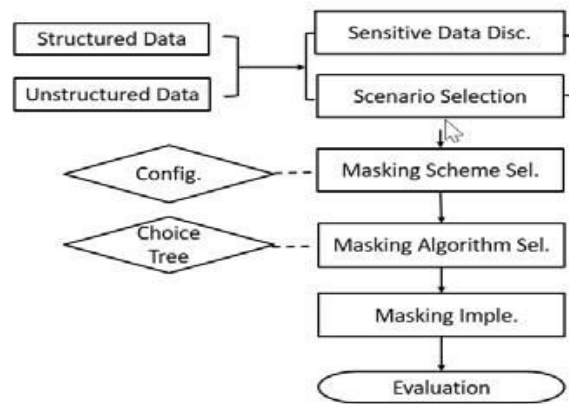 Structured Data
Sensitive Data Disc.
Unstructured Data
Scenario Selection
Config.
Masking Scheme Sel.
Choice
Tree
Masking Algorithm Sel.
Masking Imple.
Evaluation